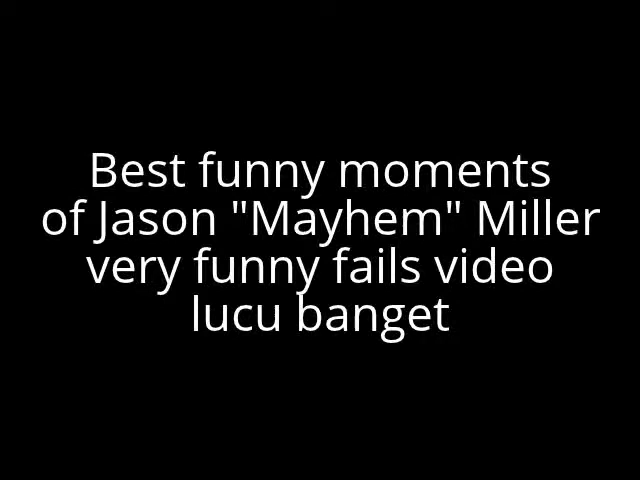 Best funny moments
of Jason "Mayhem" Miller
very funny fails video
lucu banget